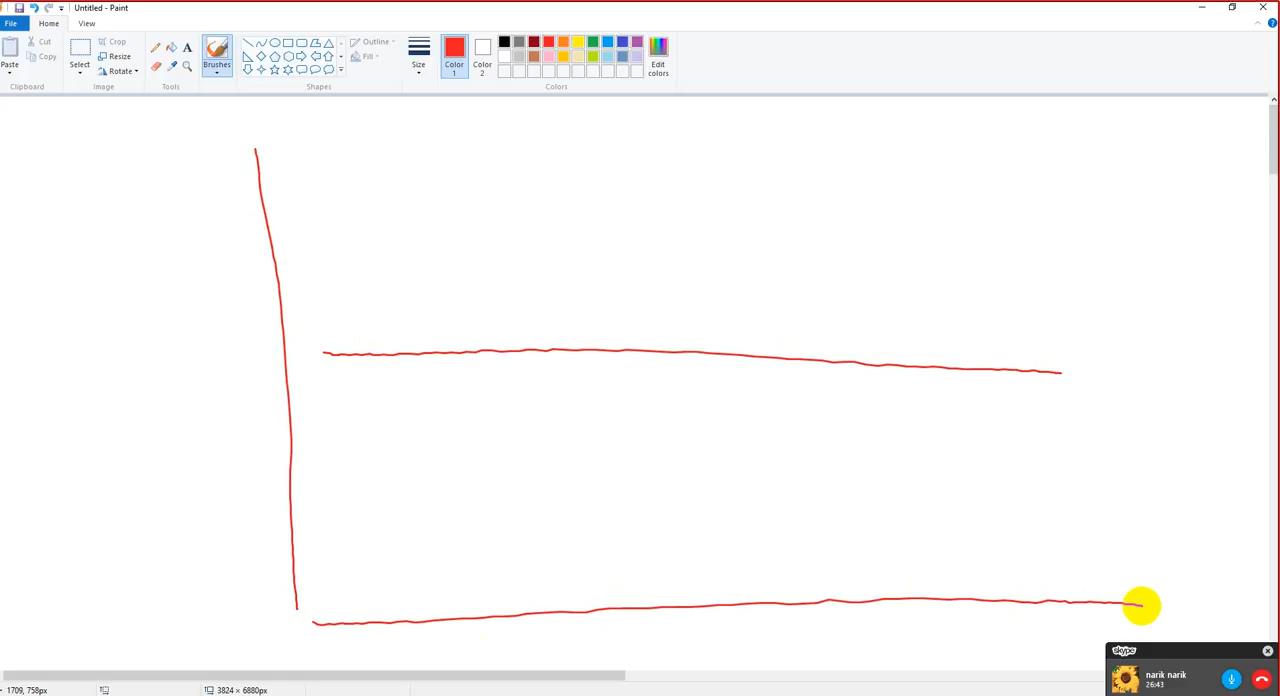 Untitled - Paint
File Home View
Paste
Cut
Copy
Clipboard
Select
Crop
Resize
Rotate
Image
A
Tools
Brushes
Outline
Fill
Shapes
Size
Color 1
Color 2
Edit colors
Colors
1709, 758px
3824 × 6880px
skype
narik narik
26:43